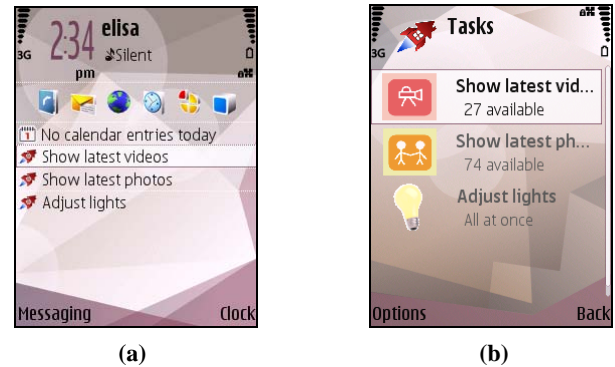 3G
2:34
pm
elisa
Silent
1 No calendar entries today
Show latest videos
Show latest photos
Adjust lights
Messaging
Clock
(a)
3G
Tasks
Show latest vid...
27 available
Show latest ph...
74 available
Adjust lights
All at once
Options
Back
(b)